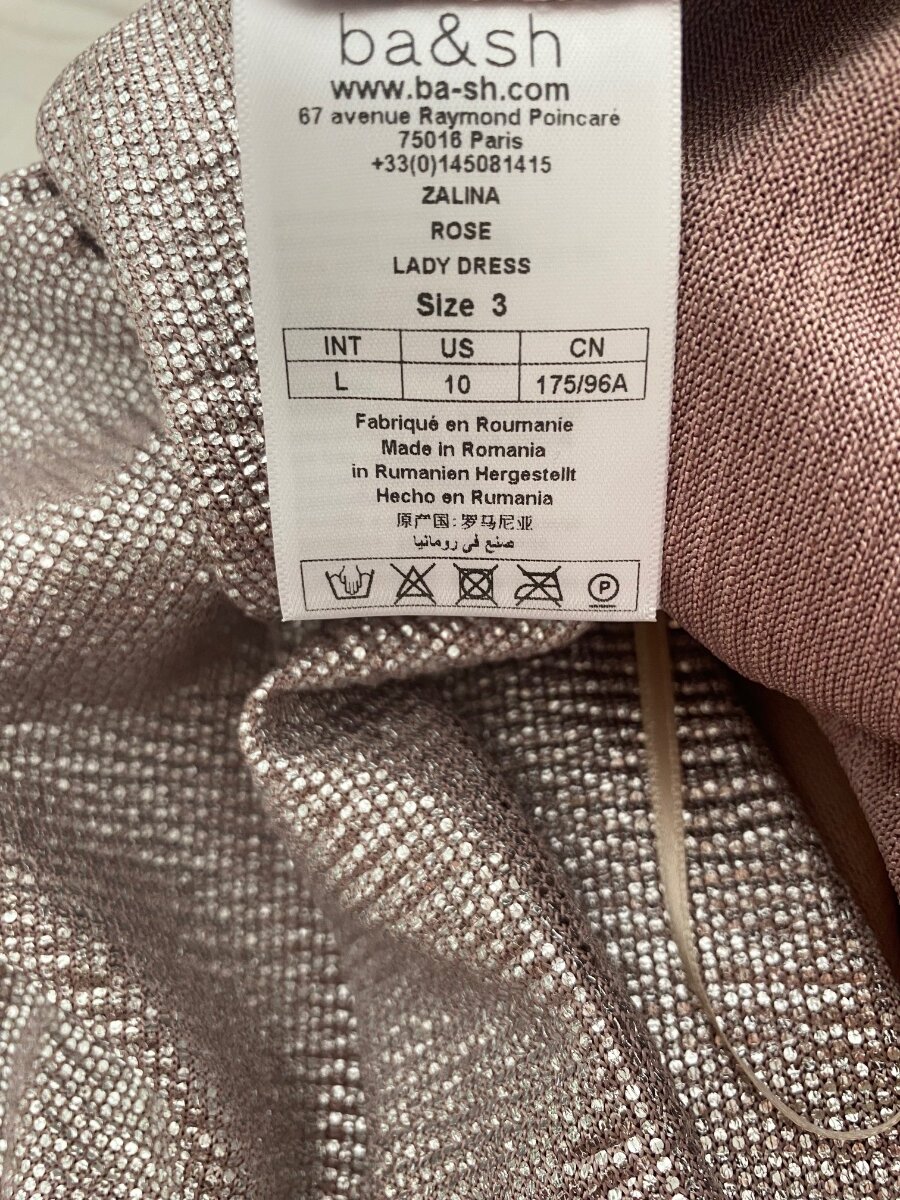 ba&sh
www.ba-sh.com
67 avenue Raymond Poincaré
75016 Paris
+33(0)145081415
ZALINA
ROSE
LADY DRESS
Size 3
INT US CN
L 10 175/96A
Fabriqué en Roumanie
Made in Romania
in Rumanien Hergestellt
Hecho en Rumania
原产国: 罗马尼亚
صنع في رومانيا
P